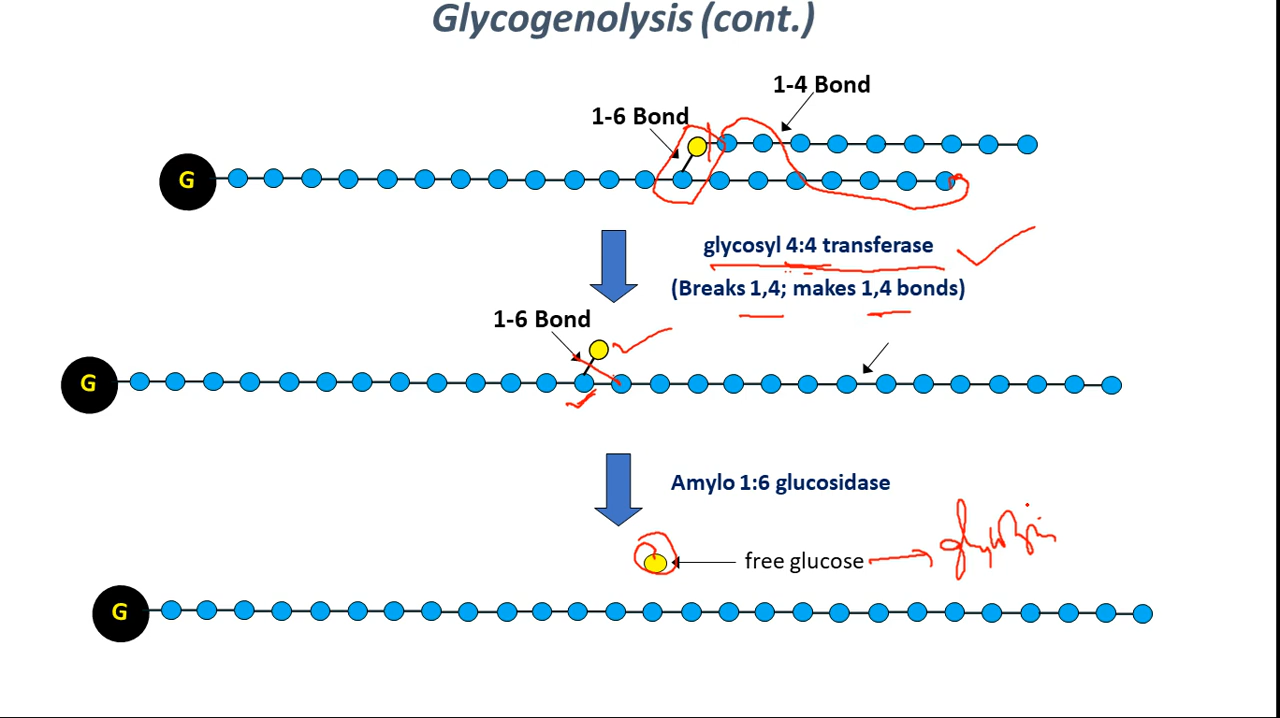 Glycogenolysis (cont.)
1-4 Bond
1-6 Bond
G
glycosyl 4:4 transferase
(Breaks 1,4; makes 1,4 bonds)
1-6 Bond
G
Amylo 1:6 glucosidase
free glucose
G